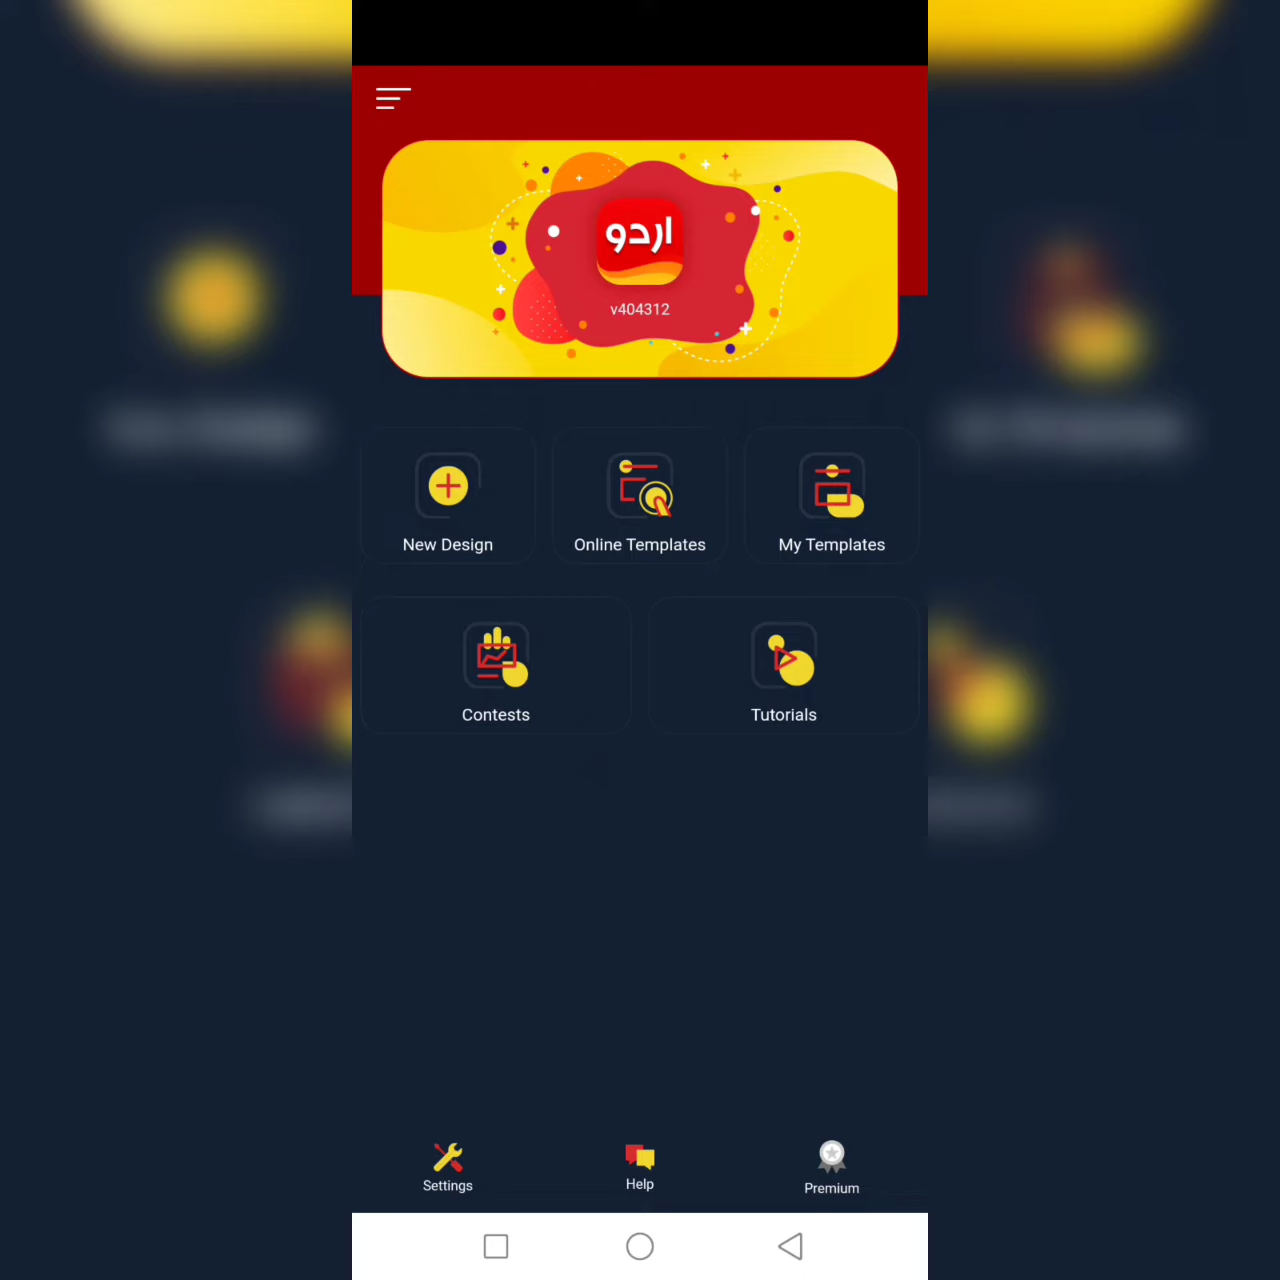 اردو
v404312
New Design
Online Templates
My Templates
Contests
Tutorials
Settings
Help
Premium